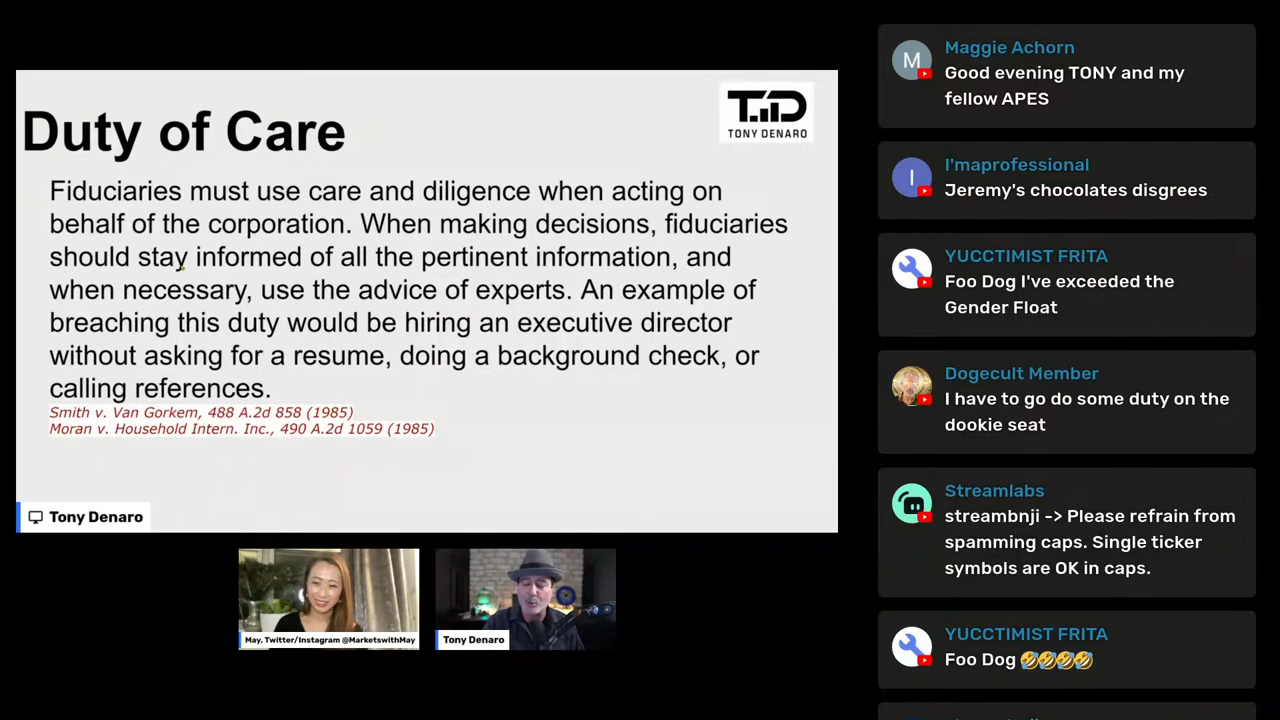 Duty of Care
T.D
TONY DENARO
Fiduciaries must use care and diligence when acting on
behalf of the corporation. When making decisions, fiduciaries
should stay informed of all the pertinent information, and
when necessary, use the advice of experts. An example of
breaching this duty would be hiring an executive director
without asking for a resume, doing a background check, or
calling references.
Smith v. Van Gorkem, 488 A.2d 858 (1985)
Moran v. Household Intern. Inc., 490 A.2d 1059 (1985)
Tony Denaro
May, Twitter/Instagram @MarketswithMay
Tony Denaro
M
Maggie Achorn
Good evening TONY and my
fellow APES
I
I'maprofessional
Jeremy's chocolates disgrees
YUCCTIMIST FRITA
Foo Dog I've exceeded the
Gender Float
Dogecult Member
I have to go do some duty on the
dookie seat
Streamlabs
streambnji -> Please refrain from
spamming caps. Single ticker
symbols are OK in caps.
YUCCTIMIST FRITA
Foo Dog 🤣🤣🤣🤣